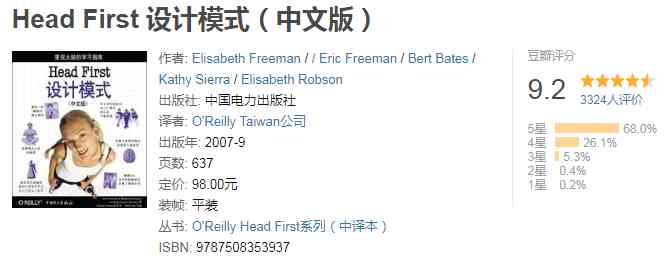 Head First 设计模式（中文版）
重视大脑的学习指南
Head First
设计模式
（中文版）
O'REILLY
作者: Elisabeth Freeman / / Eric Freeman / Bert Bates /
Kathy Sierra / Elisabeth Robson
出版社: 中国电力出版社
译者: O'Reilly Taiwan公司
出版年: 2007-9
页数: 637
定价: 98.00元
装帧: 平装
丛书: O'Reilly Head First系列（中译本）
ISBN: 9787508353937
豆瓣评分
9.2
3324人评价
5星 68.0%
4星 26.1%
3星 5.3%
2星 0.4%
1星 0.2%